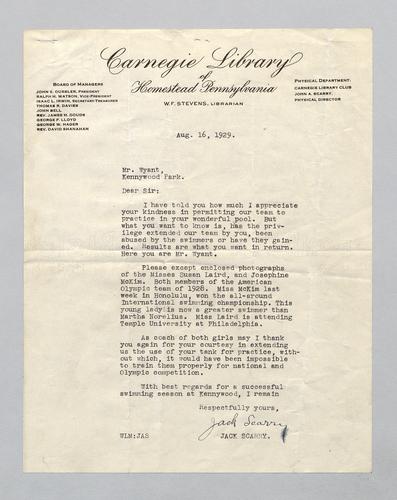 Carnegie Library
of
Homestead Pennsylvania
W. F. STEVENS, LIBRARIAN
BOARD OF MANAGERS
JOHN E. OURSLER, PRESIDENT
RALPH H. WATSON, VICE-PRESIDENT
ISAAC L. IRWIN, SECRETARY-TREASURER
THOMAS R. DAVIES
JOHN BELL
REV. JAMES H. GOUDS
GEORGE F. LLOYD
GEORGE W. HAGER
REV. DAVID SHANAHAN
PHYSICAL DEPARTMENT.
CARNEGIE LIBRARY CLUB
JOHN A. SCARRY,
PHYSICAL DIRECTOR
Aug. 16, 1929.
Mr. Wyant,
Kennywood Park.
Dear Sir:
I have told you how much I appreciate
your kindness in permitting our team to
practice in your wonderful pool. But
what you want to know is, has the priv-
ilege extended our team by you, been
abused by the swimmers or have they gain-
ed. Results are what you want in return.
Here you are Mr. Wyant.
Please except enclosed photographs
of the Misses Susan Laird, and Josephine
McKim. Both members of the American
Olympic team of 1928. Miss McKim last
week in Honolulu, won the all-around
International swimming championship. This
young lady is now a greater swimmer than
Martha Norelius. Miss Laird is attending
Temple University at Philadelphia.
As coach of both girls may I thank
you again for your courtesy in extending
us the use of your tank for practice, with-
out which, it would have been impossible
to train them properly for national and
Olympic competition.
With best regards for a successful
swimming season at Kennywood, I remain
Respectfully yours,
Jack Scarry
WLM:JAS JACK SCARRY.